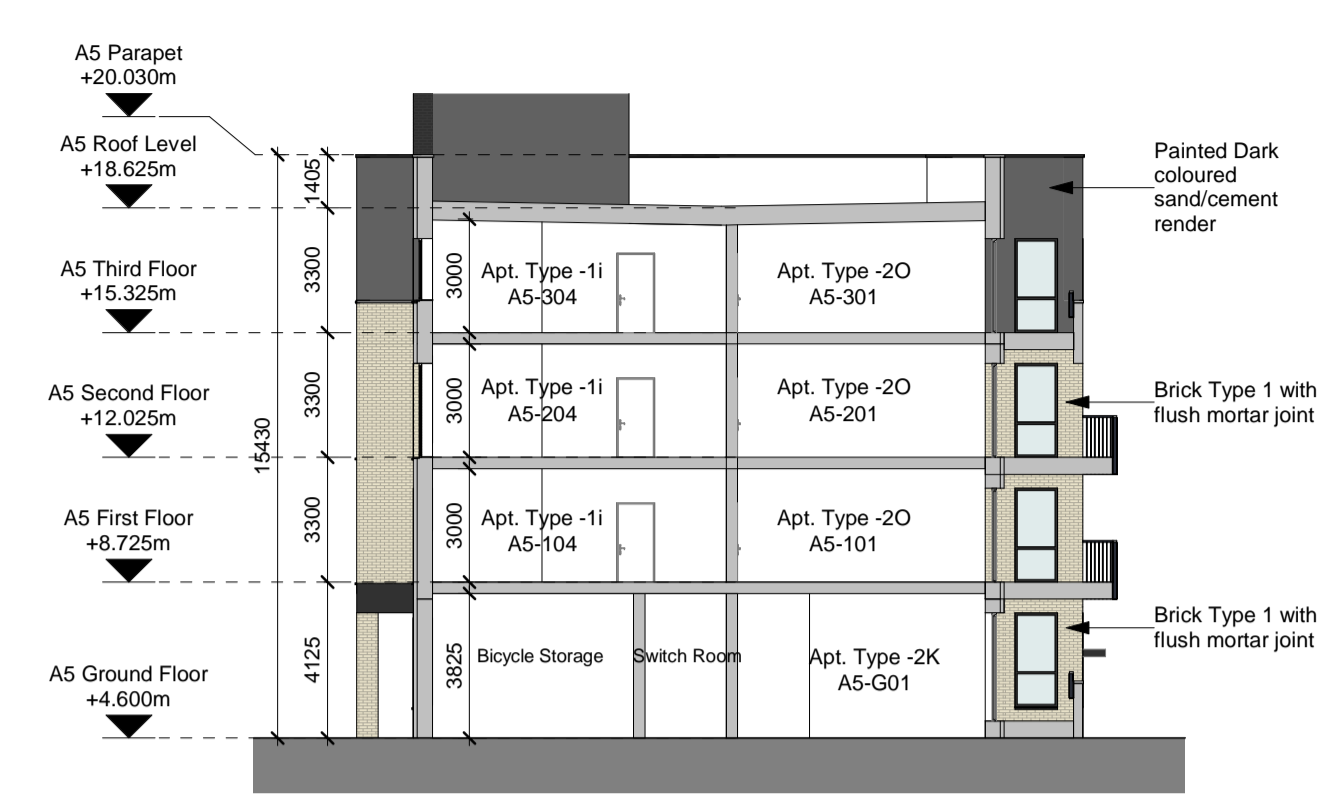 A5 Parapet
+20.030m
A5 Roof Level
+18.625m
A5 Third Floor
+15.325m
A5 Second Floor
+12.025m
A5 First Floor
+8.725m
A5 Ground Floor
+4.600m
15430
1405
3300
3300
3300
4125
3000
3000
3000
3825
Apt. Type -1i
A5-304
Apt. Type -2O
A5-301
Apt. Type -1i
A5-204
Apt. Type -2O
A5-201
Apt. Type -1i
A5-104
Apt. Type -2O
A5-101
Bicycle Storage
Switch Room
Apt. Type -2K
A5-G01
Painted Dark
coloured
sand/cement
render
Brick Type 1 with
flush mortar joint
Brick Type 1 with
flush mortar joint